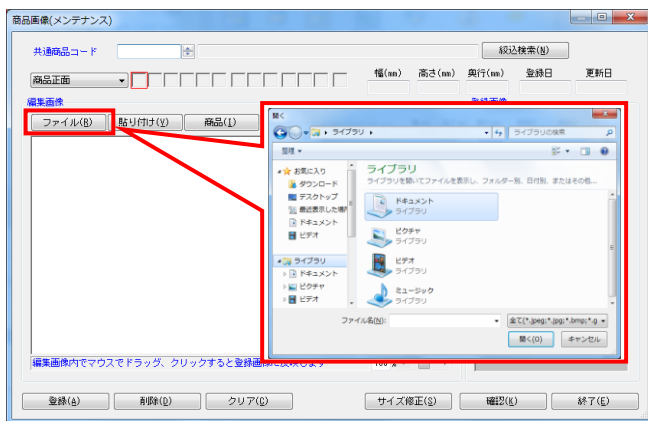 商品画像(メンテナンス)
共通商品コード
絞込検索(N)
商品正面
幅(mm) 高さ(mm) 奥行(mm) 登録日 更新日
編集画像
ファイル(B) 貼り付け(V) 商品(I)
開く
ライブラリ
ライブラリの検索
整理
お気に入り
ダウンロード
デスクトップ
最近表示した場所
ドキュメント
ビデオ
ライブラリ
ドキュメント
ピクチャ
ビデオ
ライブラリ
ライブラリを開いてファイルを表示し、フォルダー別、日付別、またはその他...
ドキュメント
ライブラリ
ピクチャ
ライブラリ
ビデオ
ライブラリ
ミュージック
ライブラリ
ファイル名(N):
全て(*.jpeg;*.jpg;*.bmp;*.g
開く(O) キャンセル
編集画像内でマウスでドラッグ、クリックすると登録画像に反映します
100 %
登録(A) 削除(D) クリア(C) サイズ修正(S) 確認(K) 終了(E)